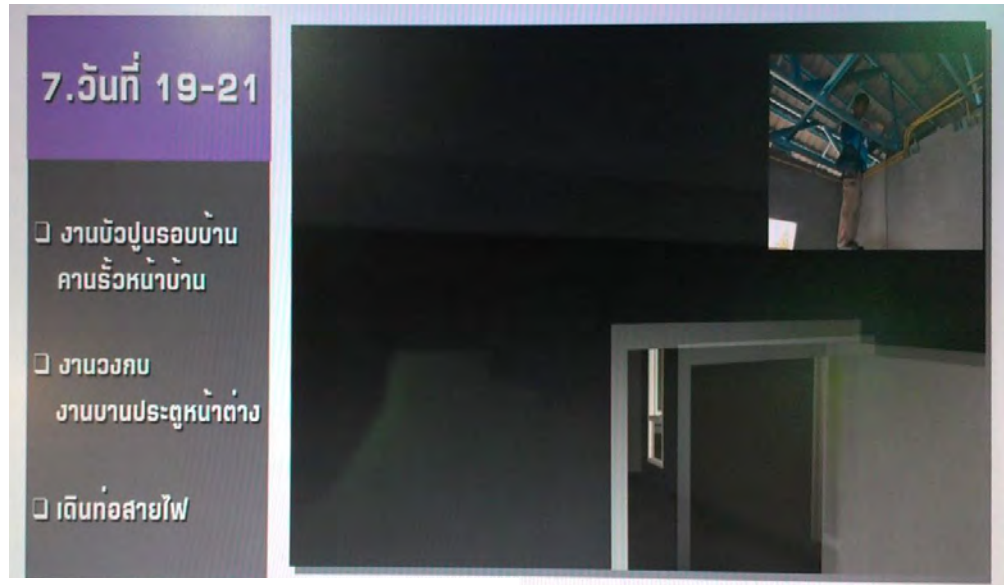 7.วันที่ 19-21
❑ งานบัวปูนรอบบ้าน
คานรั้วหน้าบ้าน
❑ งานวงกบ
งานบานประตูหน้าต่าง
❑ เดินท่อสายไฟ